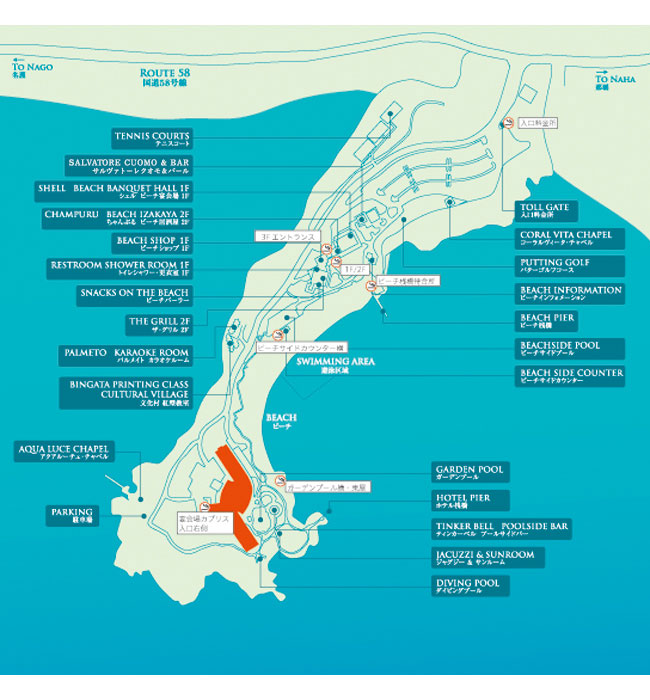 TO NAGO
名護
ROUTE 58
国道58号線
TO NAHA
那覇
TENNIS COURTS
テニスコート
SALVATORE CUOMO & BAR
サルヴァトーレクオモ&バール
SHELL BEACH BANQUET HALL 1F
シェル ビーチ宴会場 1F
CHAMPURU BEACH IZAKAYA 2F
ちゃんぷる ビーチ居酒屋 2F
BEACH SHOP 1F
ビーチショップ 1F
RESTROOM SHOWER ROOM 1F
トイレシャワー・更衣室 1F
SNACKS ON THE BEACH
ビーチパーラー
THE GRILL 2F
ザ・グリル 2F
PALMETO KARAOKE ROOM
パルメイト カラオケルーム
BINGATA PRINTING CLASS
CULTURAL VILLAGE
文化村 紅型教室
AQUA LUCE CHAPEL
アクアルーチェ・チャペル
PARKING
駐車場
入口料金所
3F エントランス
1F/2F
ビーチ桟橋待合所
ビーチサイドカウンター横
SWIMMING AREA
遊泳区域
BEACH
ビーチ
ガーデンプール横・東屋
宴会場カプリス
入口右側
TOLL GATE
入口料金所
CORAL VITA CHAPEL
コーラルヴィータ・チャペル
PUTTING GOLF
パターゴルフコース
BEACH INFORMATION
ビーチインフォメーション
BEACH PIER
ビーチ桟橋
BEACHSIDE POOL
ビーチサイドプール
BEACH SIDE COUNTER
ビーチサイドカウンター
GARDEN POOL
ガーデンプール
HOTEL PIER
ホテル桟橋
TINKER BELL POOLSIDE BAR
ティンカーベル プールサイドバー
JACUZZI & SUNROOM
ジャグジー & サンルーム
DIVING POOL
ダイビングプール